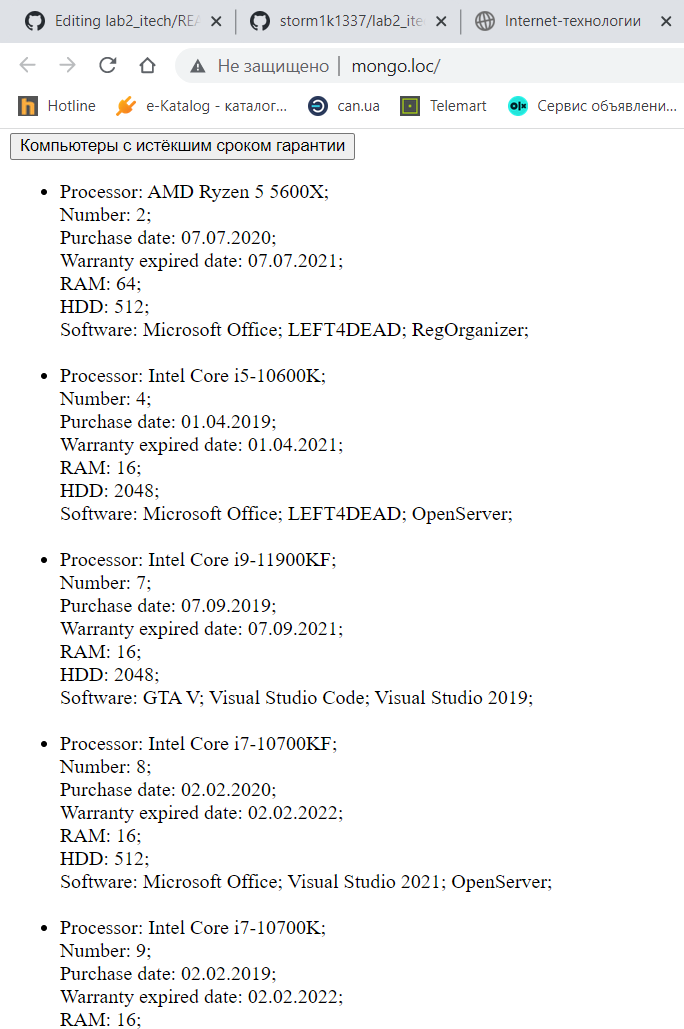 Editing lab2_itech/REA
storm1k1337/lab2_ite
Internet-технологии
Не защищено | mongo.loc/
Hotline
e-Katalog - каталог...
can.ua
Telemart
olx
Сервис объявлени...
Компьютеры с истёкшим сроком гарантии
Processor: AMD Ryzen 5 5600X;
Number: 2;
Purchase date: 07.07.2020;
Warranty expired date: 07.07.2021;
RAM: 64;
HDD: 512;
Software: Microsoft Office; LEFT4DEAD; RegOrganizer;
Processor: Intel Core i5-10600K;
Number: 4;
Purchase date: 01.04.2019;
Warranty expired date: 01.04.2021;
RAM: 16;
HDD: 2048;
Software: Microsoft Office; LEFT4DEAD; OpenServer;
Processor: Intel Core i9-11900KF;
Number: 7;
Purchase date: 07.09.2019;
Warranty expired date: 07.09.2021;
RAM: 16;
HDD: 2048;
Software: GTA V; Visual Studio Code; Visual Studio 2019;
Processor: Intel Core i7-10700KF;
Number: 8;
Purchase date: 02.02.2020;
Warranty expired date: 02.02.2022;
RAM: 16;
HDD: 512;
Software: Microsoft Office; Visual Studio 2021; OpenServer;
Processor: Intel Core i7-10700K;
Number: 9;
Purchase date: 02.02.2019;
Warranty expired date: 02.02.2022;
RAM: 16;